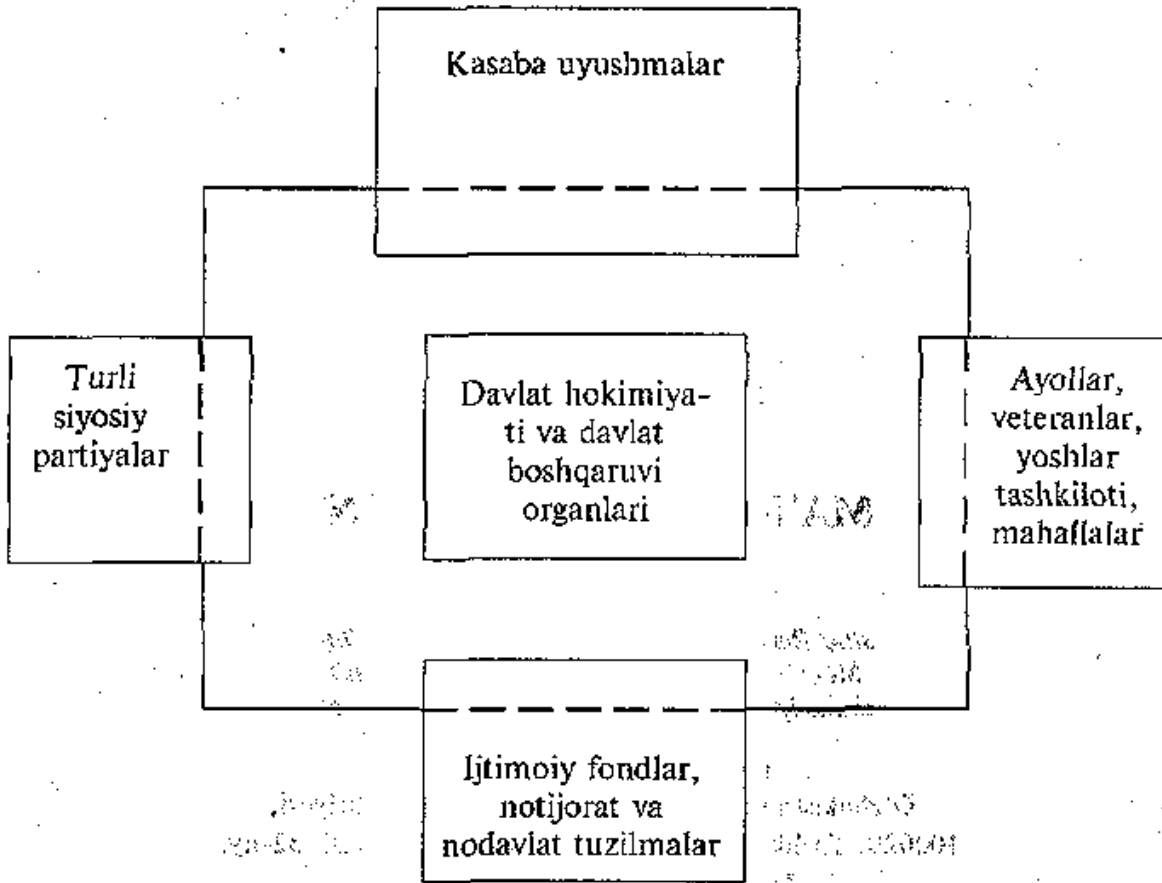 Kasaba uyushmalar
Turli
siyosiy
partiyalar
Davlat hokimiya-
ti va davlat
boshqaruvi
organlari
Ayollar,
veteranlar,
yoshlar
tashkiloti,
mahallalar
Ijtimoiy fondlar,
notijorat va
nodavlat tuzilmalar